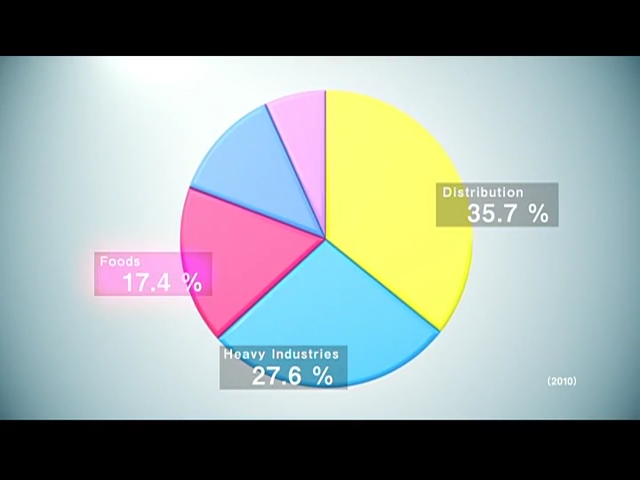 Distribution
35.7 %
Foods
17.4 %
Heavy Industries
27.6 %
(2010)